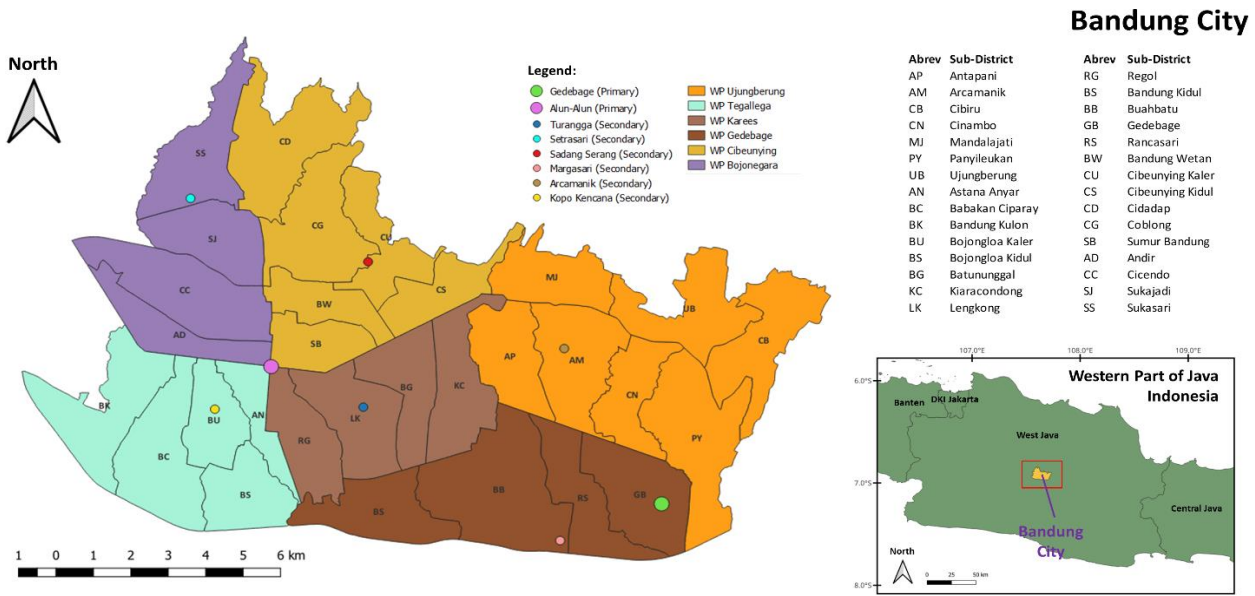 Bandung City
North
Legend:
Gedebage (Primary)
Alun-Alun (Primary)
Turangga (Secondary)
Setrasari (Secondary)
Sadang Serang (Secondary)
Margasari (Secondary)
Arcamanik (Secondary)
Kopo Kencana (Secondary)
WP Ujungberung
WP Tegallega
WP Karees
WP Gedebage
WP Cibeunying
WP Bojonegara
Abrev Sub-District Abrev Sub-District
AP Antapani RG Regol
AM Arcamanik BS Bandung Kidul
CB Cibiru BB Buahbatu
CN Cinambo GB Gedebage
MJ Mandalajati RS Rancasari
PY Panyileukan BW Bandung Wetan
UB Ujungberung CU Cibeunying Kaler
AN Astana Anyar CS Cibeunying Kidul
BC Babakan Ciparay CD Cidadap
BK Bandung Kulon CG Coblong
BU Bojongloa Kaler SB Sumur Bandung
BS Bojongloa Kidul AD Andir
BG Batununggal CC Cicendo
KC Kiaracondong SJ Sukajadi
LK Lengkong SS Sukasari
SS
CD
SJ
CG
CU
CC
CS
BW
AD
SB
MJ
UB
CB
AP
AM
BG
KC
CN
BK
BU
AN
LK
RG
PY
BC
BS
BB
RS
GB
BS
1 0 1 2 3 4 5 6 km
107.0°E 108.0°E 109.0°E
6.0°S
7.0°S
8.0°S
Western Part of Java
Indonesia
Banten
DKI Jakarta
West Java
Central Java
Bandung
City
North
0 25 50 km